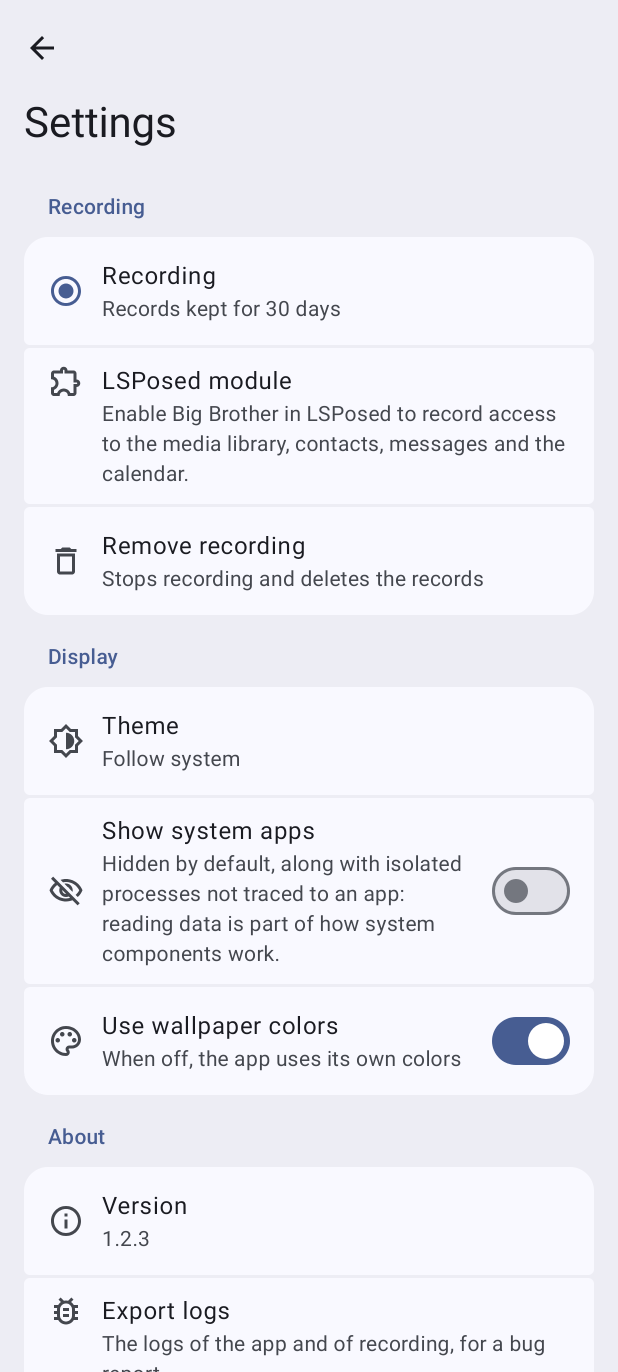 Settings
Recording
Recording
Records kept for 30 days
LSPosed module
Enable Big Brother in LSPosed to record access
to the media library, contacts, messages and the
calendar.
Remove recording
Stops recording and deletes the records
Display
Theme
Follow system
Show system apps
Hidden by default, along with isolated
processes not traced to an app:
reading data is part of how system
components work.
Use wallpaper colors
When off, the app uses its own colors
About
Version
1.2.3
Export logs
The logs of the app and of recording, for a bug